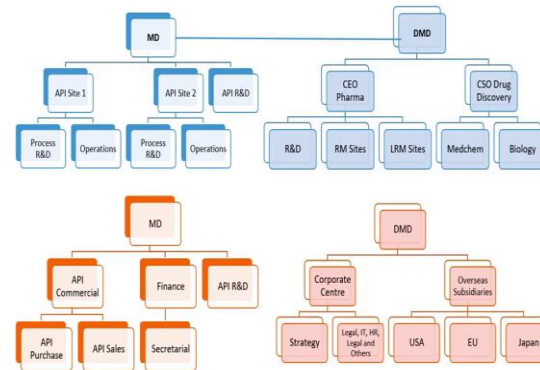 MD
DMD
API Site 1
API Site 2
API R&D
CEO
Pharma
CSO Drug
Discovery
Process
R&D
Operations
Process
R&D
Operations
R&D
RM Sites
LRM Sites
Medchem
Biology
MD
DMD
API
Commercial
Finance
API R&D
Corporate
Centre
Overseas
Subsidiaries
API
Purchase
API Sales
Secretarial
Strategy
Legal, IT, HR,
Legal and
Others
USA
EU
Japan